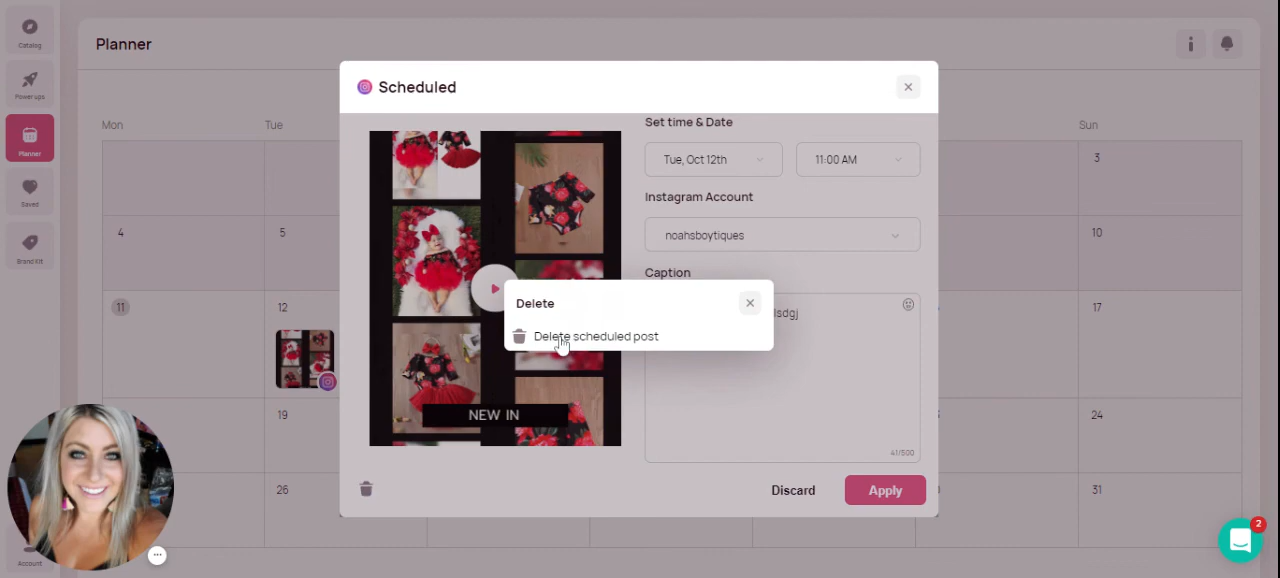 Catalog
Power ups
Planner
Saved
Brand Kit
Account
Planner
Mon
Tue
Sun
3
4
5
10
11
12
17
19
24
26
31
Scheduled
Set time & Date
Tue, Oct 12th
11:00 AM
Instagram Account
noahsboytiques
Caption
lsdgj
41/500
NEW IN
Delete
Delete scheduled post
Discard
Apply
2